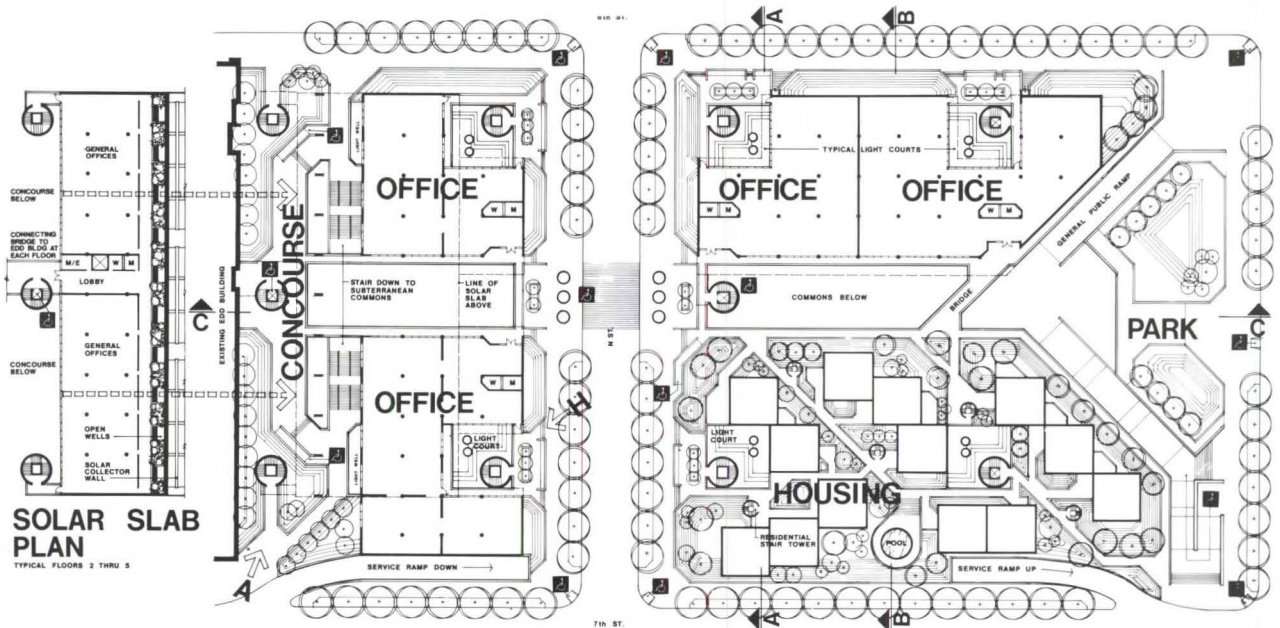 GENERAL
OFFICES
CONCOURSE
BELOW
CONNECTING
BRIDGE TO
EDD BLDG AT
EACH FLOOR
M/E
W
M
LOBBY
C
GENERAL
OFFICES
CONCOURSE
BELOW
OPEN
WELLS
SOLAR
COLLECTOR
WALL
SOLAR SLAB
PLAN
TYPICAL FLOORS 2 THRU 5
EXISTING EDD BUILDING
CONCOURSE
LIGHT WELL
OFFICE
W
M
STAIR DOWN TO
SUBTERRANEAN
COMMONS
LINE OF
SOLAR
SLAB
ABOVE
OFFICE
W
M
LIGHT
COURT
LIGHT WELL
H
A
SERVICE RAMP DOWN
N ST.
A
B
TYPICAL LIGHT COURTS
OFFICE
OFFICE
W
M
W
M
GENERAL PUBLIC RAMP
COMMONS BELOW
BRIDGE
PARK
C
LIGHT
COURT
HOUSING
RESIDENTIAL
STAIR TOWER
POOL
SERVICE RAMP UP
A
B
7th ST.